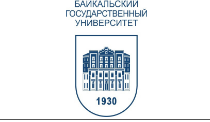 БАЙКАЛЬСКИЙ
ГОСУДАРСТВЕННЫЙ
УНИВЕРСИТЕТ
1930